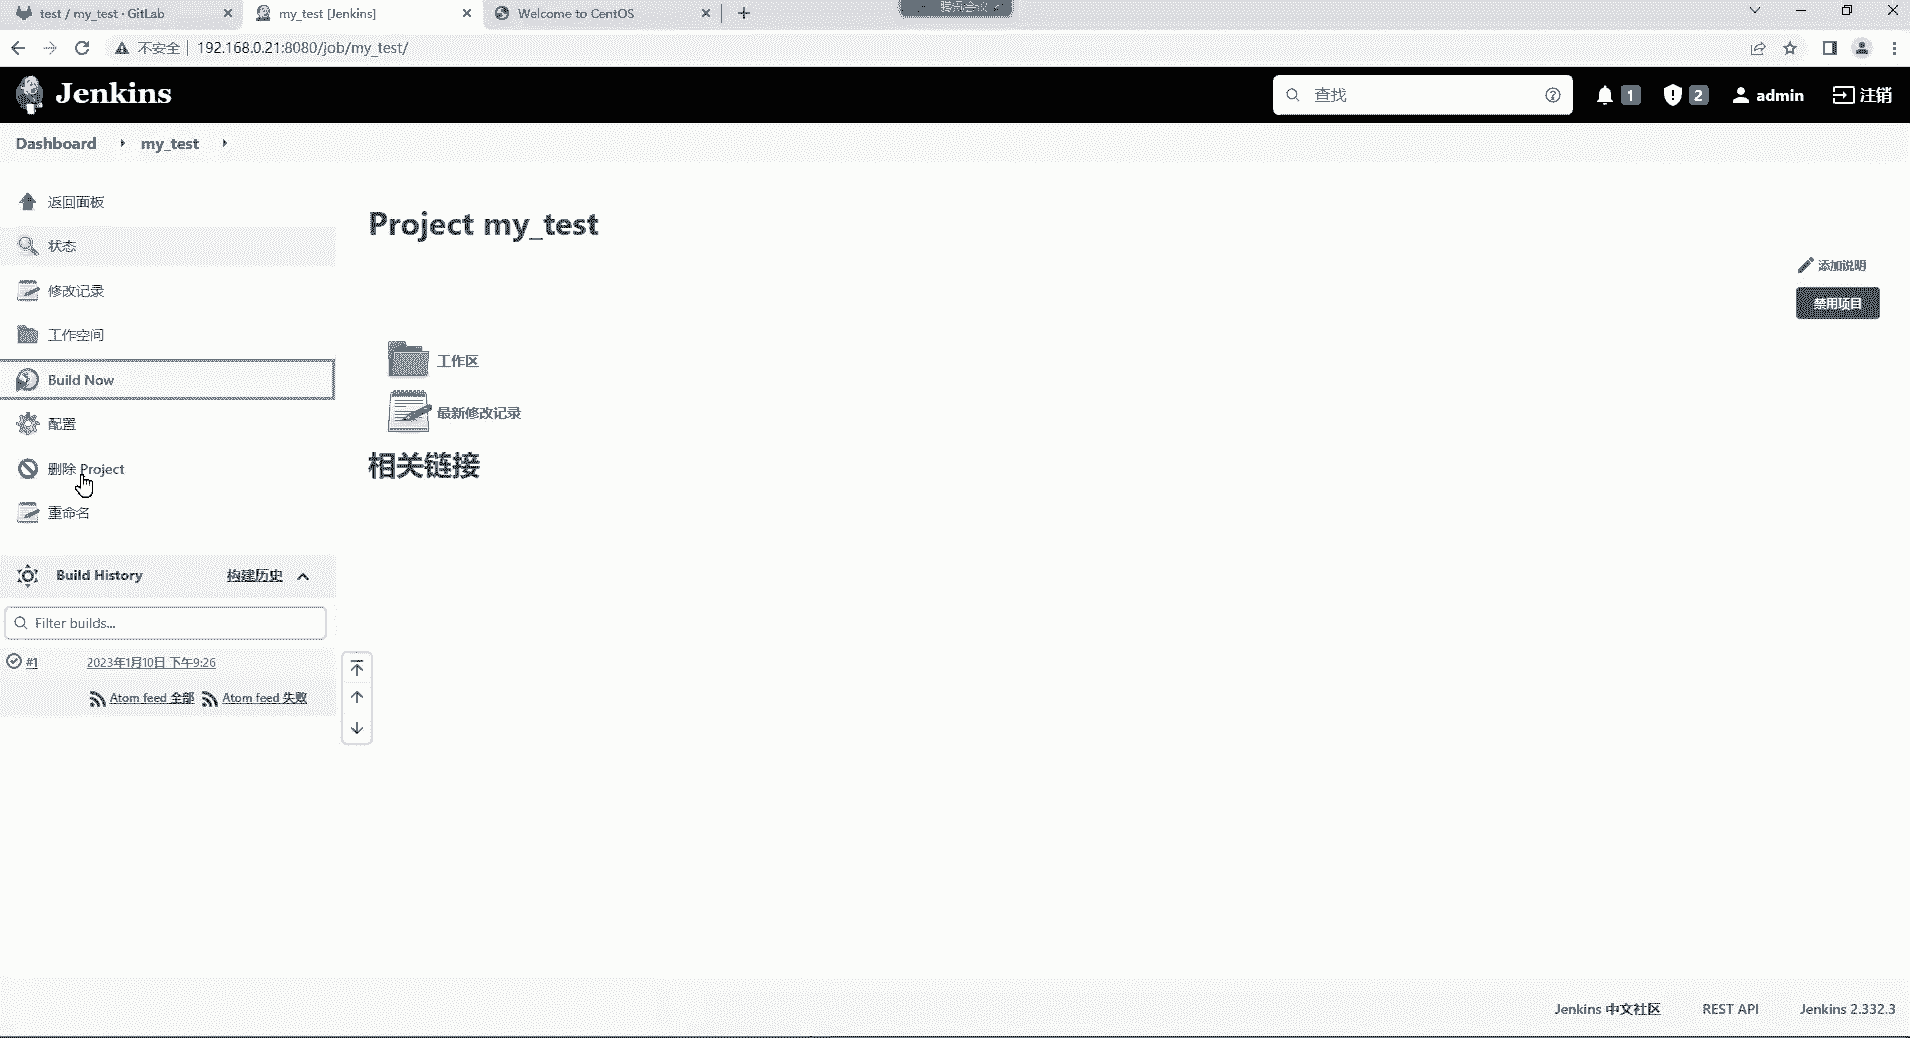 test / my_test · GitLab
my_test [Jenkins]
Welcome to CentOS
腾讯会议
不安全
192.168.0.21:8080/job/my_test/
Jenkins
查找
1
2
admin
注销
Dashboard
my_test
返回面板
状态
修改记录
工作空间
Build Now
配置
删除 Project
重命名
Project my_test
添加说明
禁用项目
工作区
最新修改记录
相关链接
Build History
构建历史
Filter builds...
#1
2023年1月10日 下午9:26
Atom feed 全部
Atom feed 失败
Jenkins 中文社区
REST API
Jenkins 2.332.3